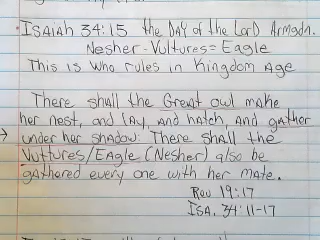 • ISAIAH 34:15 the DAY of the LorD Armadn.
Nesher - Vultures = Eagle
This is Who rules in Kingdom Age
There shall the Great owl make
her nest, and lAy, AND hatch, AND gather
→ under her shadow: There shall the
Vultures/Eagle (Nesher) also be
gathered every one with her mate.
Rev 19:17
ISA. 34:11-17